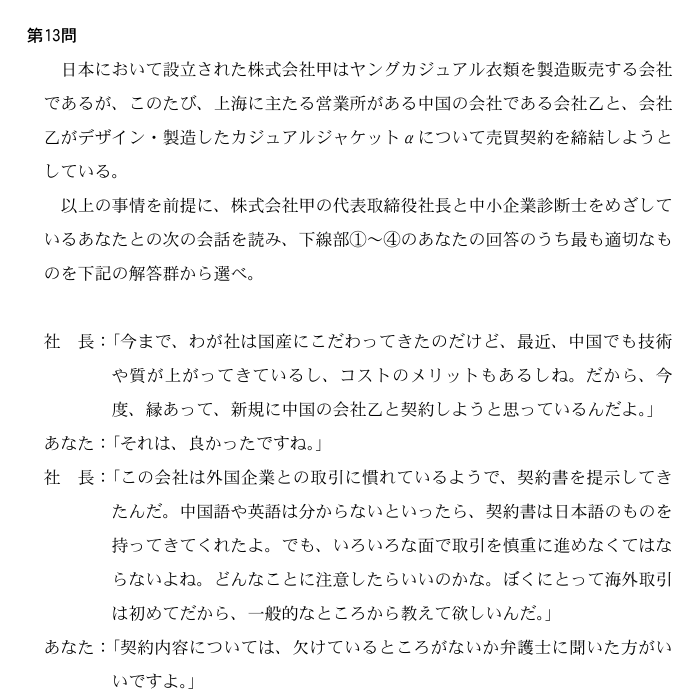 第13問
日本において設立された株式会社甲はヤングカジュアル衣類を製造販売する会社
であるが、このたび、上海に主たる営業所がある中国の会社である会社乙と、会社
乙がデザイン・製造したカジュアルジャケットαについて売買契約を締結しようと
している。
以上の事情を前提に、株式会社甲の代表取締役社長と中小企業診断士をめざして
いるあなたとの次の会話を読み、下線部①～④のあなたの回答のうち最も適切なも
のを下記の解答群から選べ。
社　長：「今まで、わが社は国産にこだわってきたのだけど、最近、中国でも技術
や質が上がってきているし、コストのメリットもあるしね。だから、今
度、縁あって、新規に中国の会社乙と契約しようと思っているんだよ。」
あなた：「それは、良かったですね。」
社　長：「この会社は外国企業との取引に慣れているようで、契約書を提示してき
たんだ。中国語や英語は分からないといったら、契約書は日本語のものを
持ってきてくれたよ。でも、いろいろな面で取引を慎重に進めなくてはな
らないよね。どんなことに注意したらいいのかな。ぼくにとって海外取引
は初めてだから、一般的なところから教えて欲しいんだ。」
あなた：「契約内容については、欠けているところがないか弁護士に聞いた方がい
いですよ。」